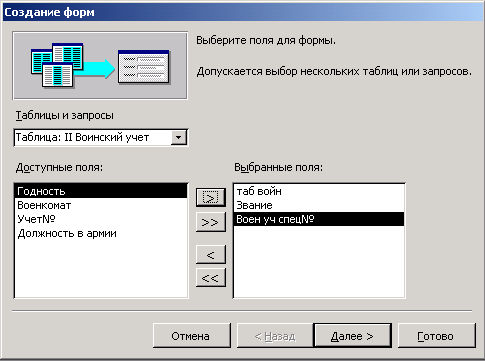 Создание форм
Выберите поля для формы.
Допускается выбор нескольких таблиц или запросов.
Таблицы и запросы
Таблица: II Воинский учет
Доступные поля:
Выбранные поля:
Годность
Военкомат
Учет№
Должность в армии
>
>>
<
<<
таб войн
Звание
Воен уч спец№
Отмена
< Назад
Далее >
Готово